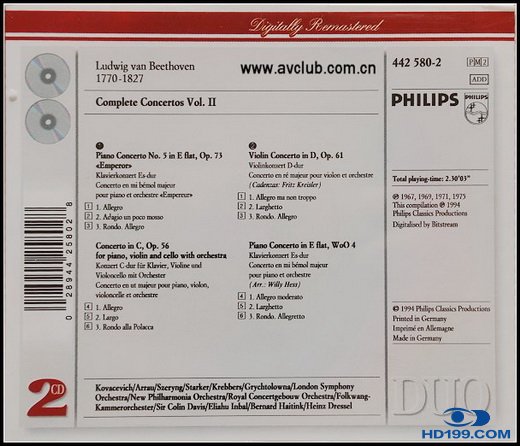 Digitally Remastered
Ludwig van Beethoven
1770-1827
www.avclub.com.cn
442 580-2
PM2
ADD
Complete Concertos Vol. II
PHILIPS
PHILIPS
1
Piano Concerto No. 5 in E flat, Op. 73
«Emperor»
Klavierkonzert Es-dur
Concerto en mi bémol majeur
pour piano et orchestre «Empereur»
1 1. Allegro
2 2. Adagio un poco mosso
3 3. Rondo. Allegro
Concerto in C, Op. 56
for piano, violin and cello with orchestra
Konzert C-dur für Klavier, Violine und
Violoncello mit Orchester
Concerto en ut majeur pour piano, violon,
violoncelle et orchestre
4 1. Allegro
5 2. Largo
6 3. Rondo alla Polacca
2
Violin Concerto in D, Op. 61
Violinkonzert D-dur
Concerto en ré majeur pour violon et orchestre
(Cadenzas: Fritz Kreisler)
1 1. Allegro ma non troppo
2 2. Larghetto
3 3. Rondo. Allegro
Piano Concerto in E flat, WoO 4
Klavierkonzert Es-dur
Concerto en mi bémol majeur
pour piano et orchestre
(Arr.: Willy Hess)
4 1. Allegro moderato
5 2. Larghetto
6 3. Rondo. Allegretto
Total playing-time: 2.30'03"
℗ 1967, 1969, 1971, 1975
This compilation ℗ 1994
Philips Classics Productions
Digitalised by Bitstream
© 1994 Philips Classics Productions
Printed in Germany
Imprimé en Allemagne
Made in Germany
0 28944 25802 8
2 CD
Kovacevich/Arrau/Szeryng/Starker/Krebbers/Grychtolowna/London Symphony
Orchestra/New Philharmonia Orchestra/Royal Concertgebouw Orchestra/Folkwang-
Kammerorchester/Sir Colin Davis/Eliahu Inbal/Bernard Haitink/Heinz Dressel
DUO
HD199.COM